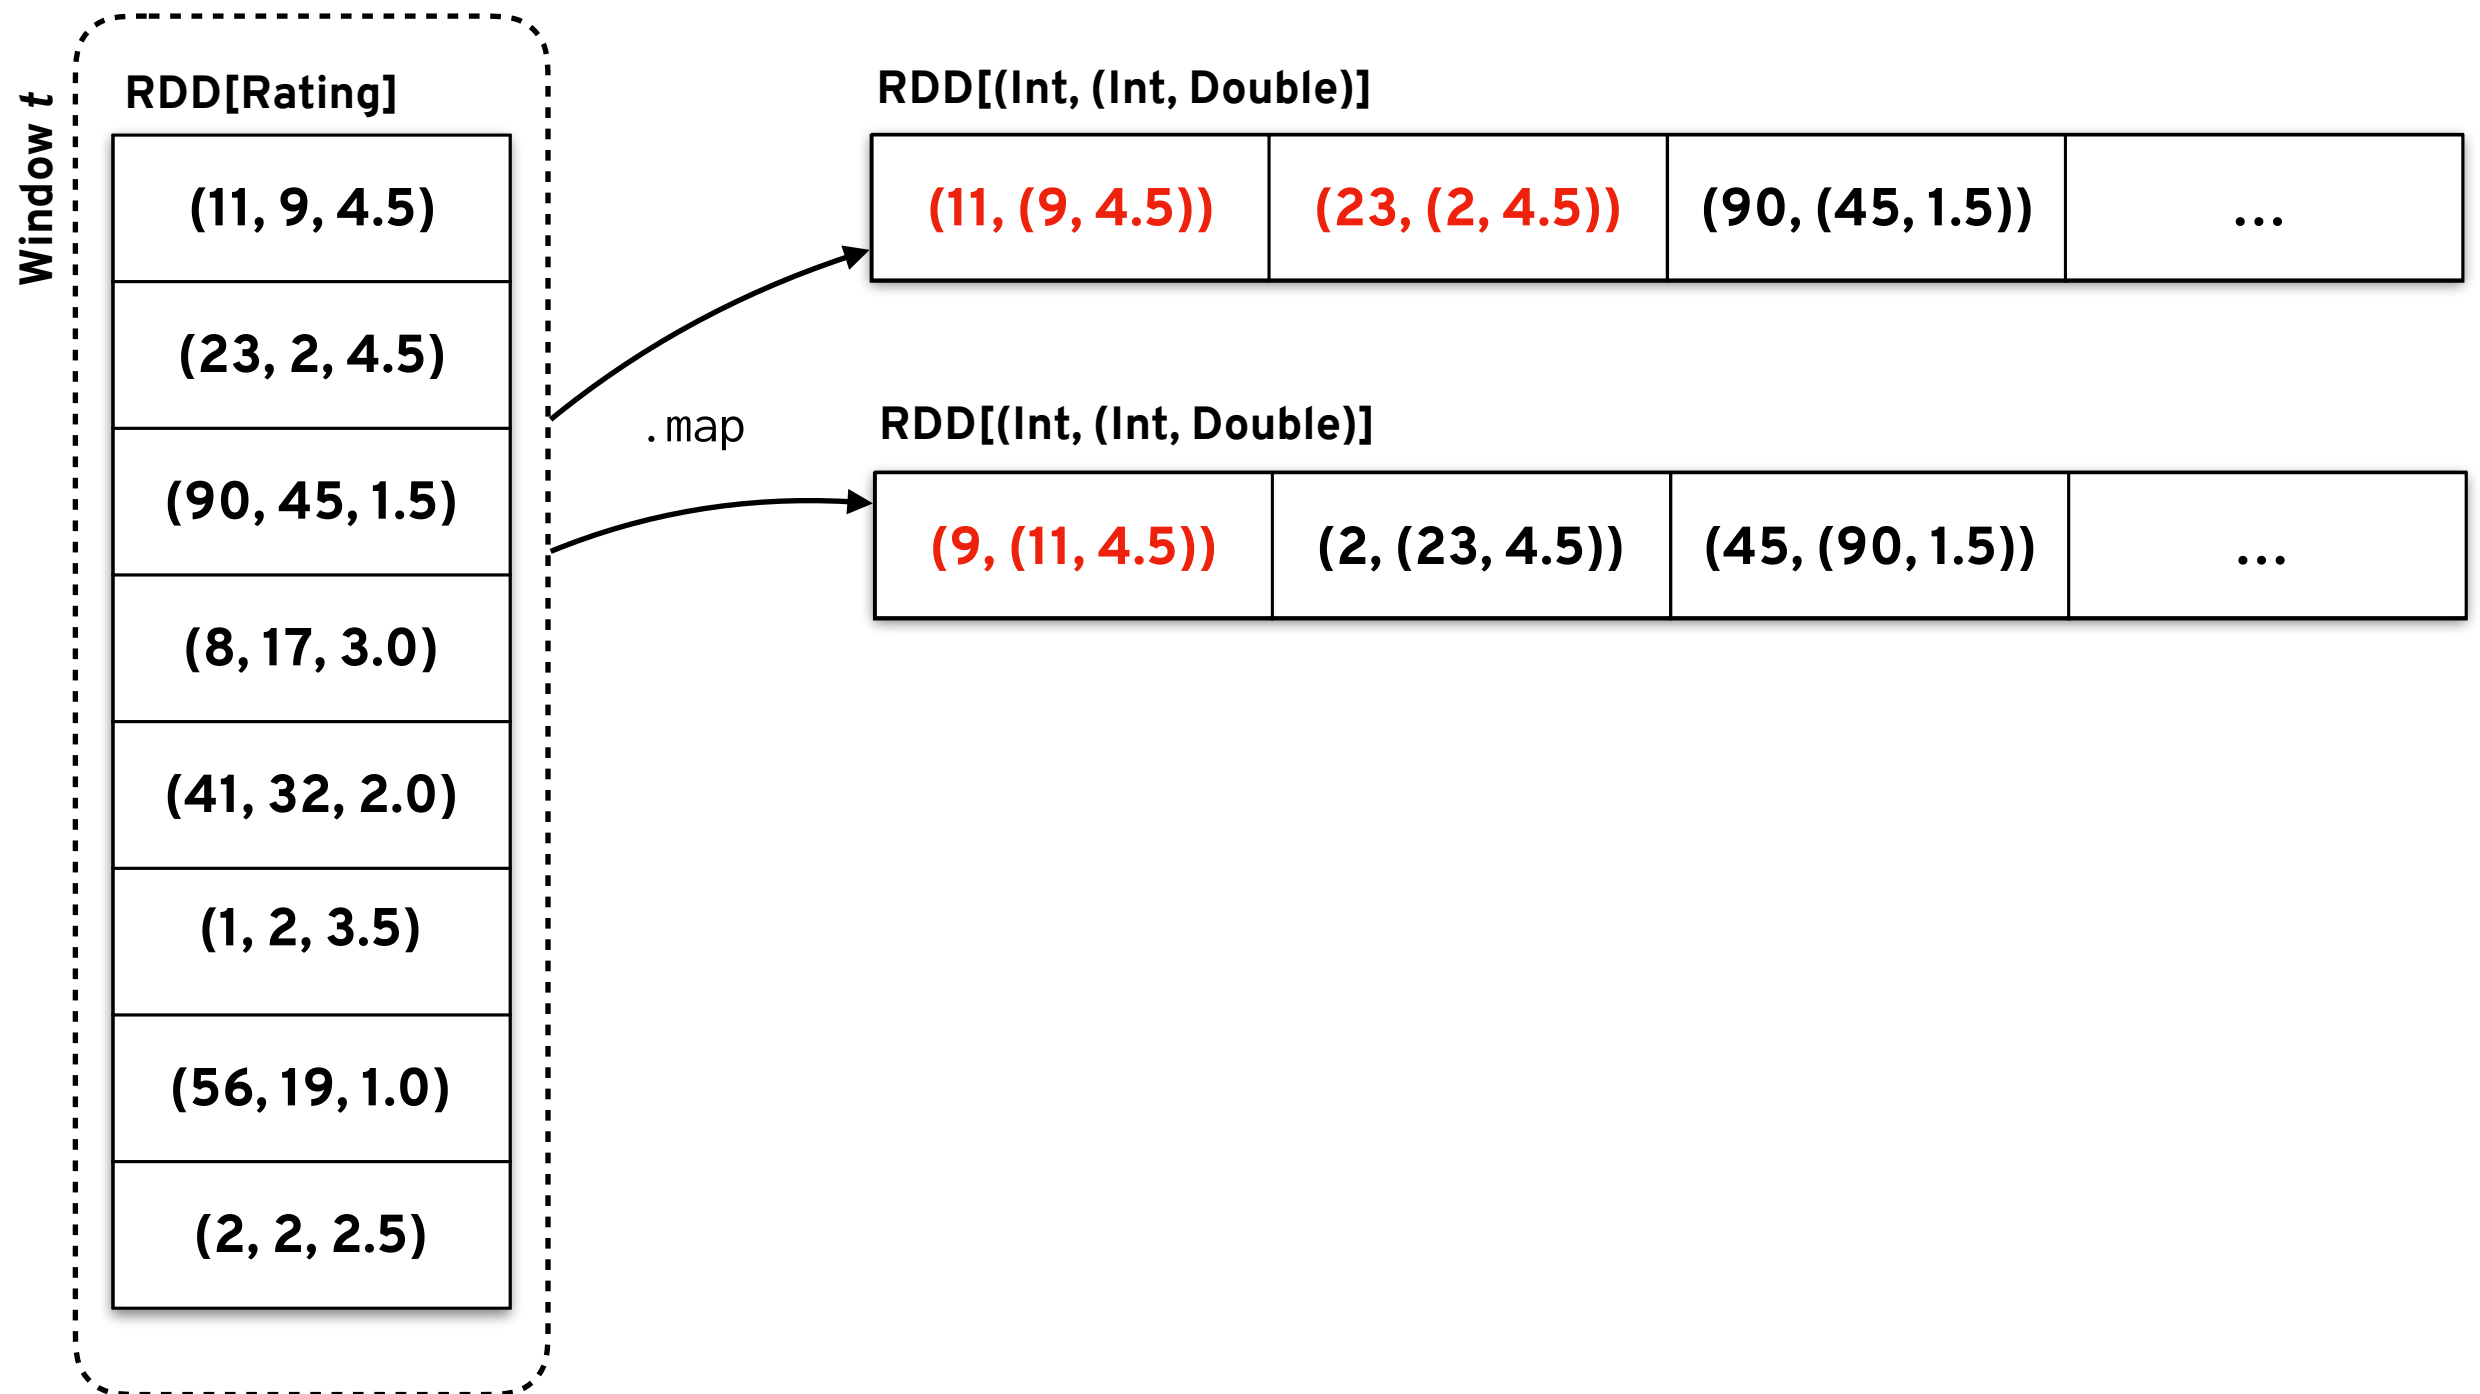 Window t
RDD[Rating]
(11, 9, 4.5)
(23, 2, 4.5)
(90, 45, 1.5)
(8, 17, 3.0)
(41, 32, 2.0)
(1, 2, 3.5)
(56, 19, 1.0)
(2, 2, 2.5)
.map
RDD[(Int, (Int, Double)]
(11, (9, 4.5)) (23, (2, 4.5)) (90, (45, 1.5)) ...
RDD[(Int, (Int, Double)]
(9, (11, 4.5)) (2, (23, 4.5)) (45, (90, 1.5)) ...